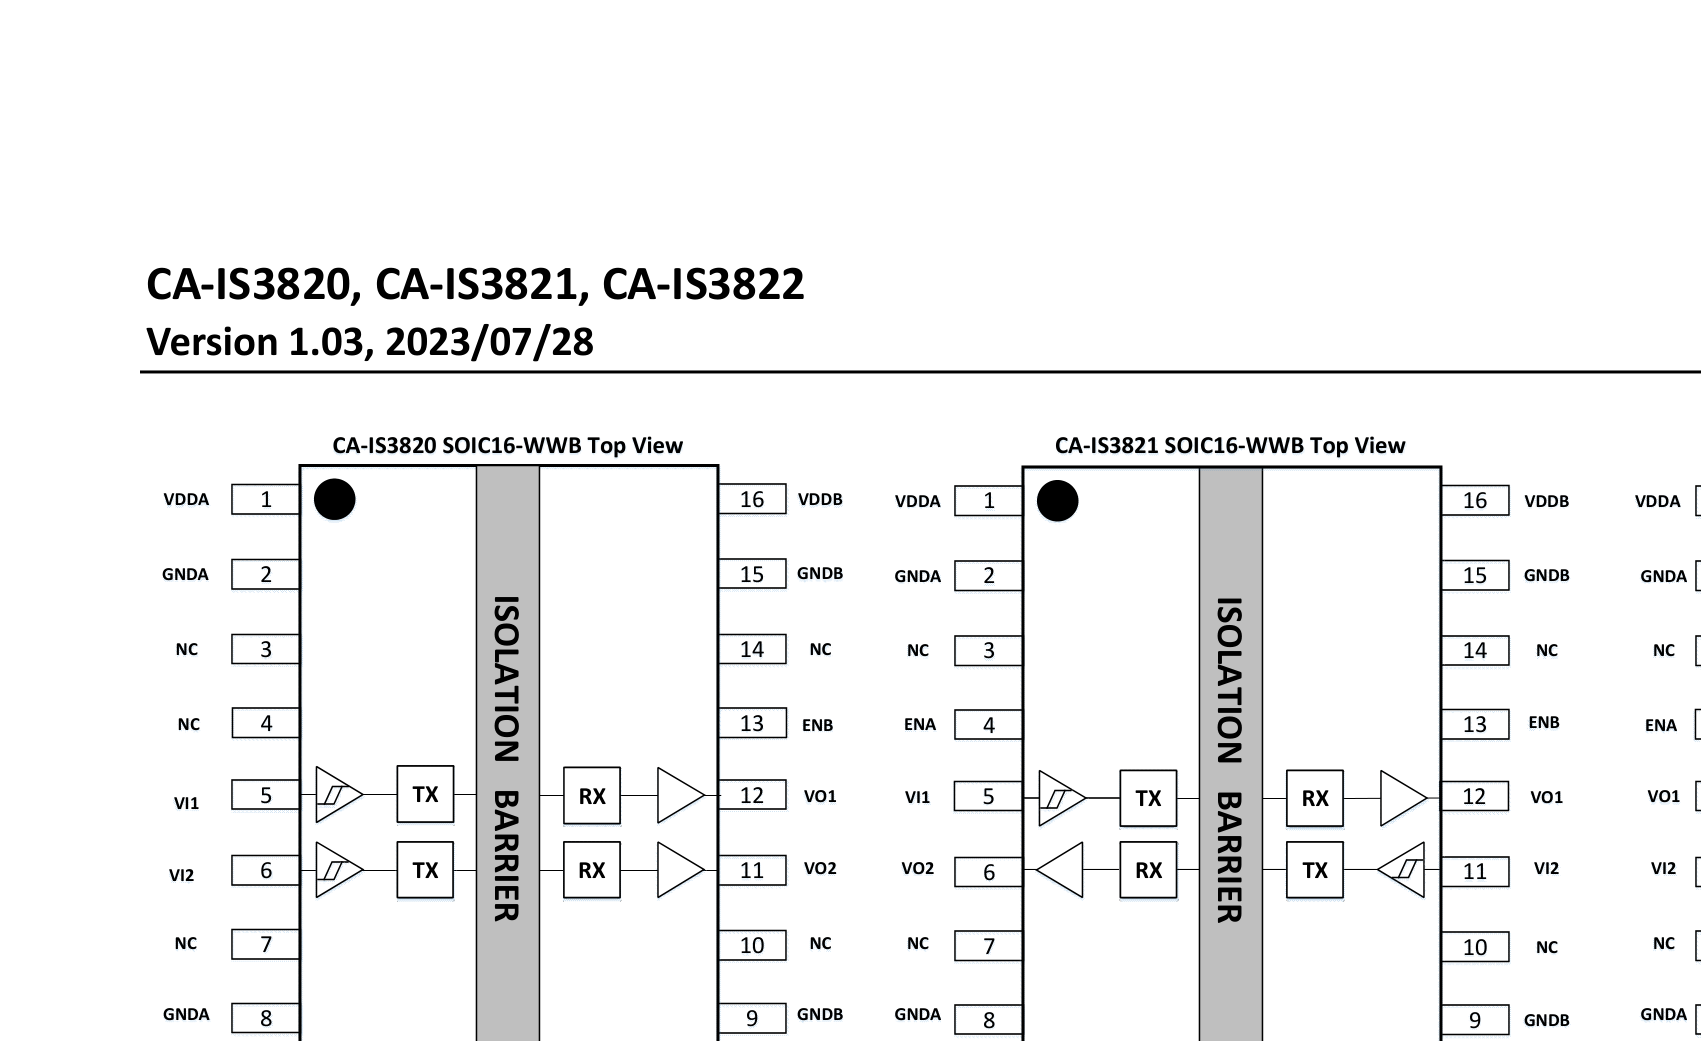 CA-IS3820, CA-IS3821, CA-IS3822
Version 1.03, 2023/07/28
CA-IS3820 SOIC16-WWB Top View
VDDA 1 16 VDDB
GNDA 2 15 GNDB
NC 3 14 NC
NC 4 13 ENB
VI1 5 TX RX 12 VO1
VI2 6 TX RX 11 VO2
NC 7 10 NC
GNDA 8 9 GNDB
ISOLATION BARRIER
CA-IS3821 SOIC16-WWB Top View
VDDA 1 16 VDDB
GNDA 2 15 GNDB
NC 3 14 NC
ENA 4 13 ENB
VI1 5 TX RX 12 VO1
VO2 6 RX TX 11 VI2
NC 7 10 NC
GNDA 8 9 GNDB
ISOLATION BARRIER
VDDA
GNDA
NC
ENA
VO1
VI2
NC
GNDA